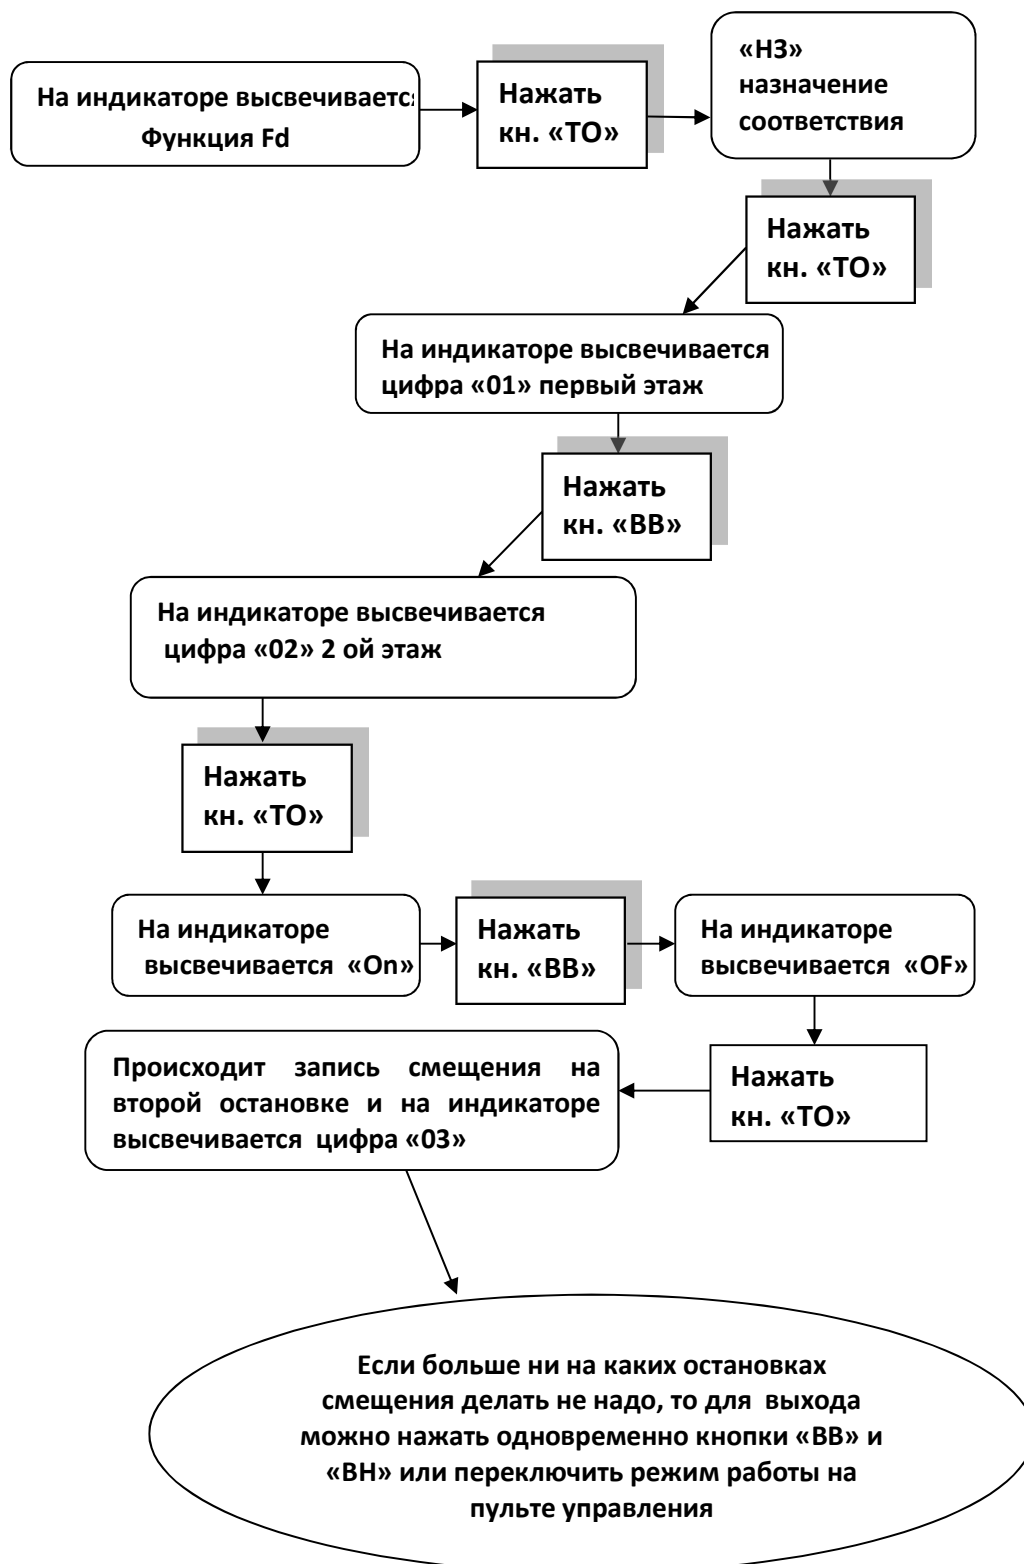 На индикаторе высвечивается
Функция Fd
Нажать
кн. «ТО»
«НЗ»
назначение
соответствия
Нажать
кн. «ТО»
На индикаторе высвечивается
цифра «01» первый этаж
Нажать
кн. «ВВ»
На индикаторе высвечивается
цифра «02» 2 ой этаж
Нажать
кн. «ТО»
На индикаторе
высвечивается «On»
Нажать
кн. «ВВ»
На индикаторе
высвечивается «OF»
Нажать
кн. «ТО»
Происходит запись смещения на
второй остановке и на индикаторе
высвечивается цифра «03»
Если больше ни на каких остановках
смещения делать не надо, то для выхода
можно нажать одновременно кнопки «ВВ» и
«ВН» или переключить режим работы на
пульте управления